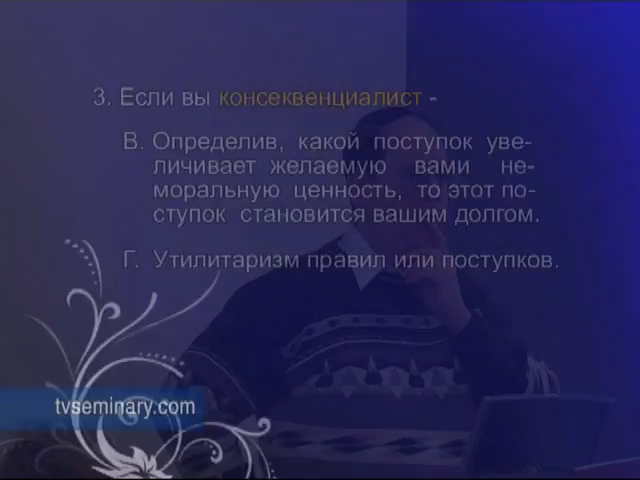 3. Если вы консеквенциалист -
В. Определив, какой поступок уве-
личивает желаемую вами не-
моральную ценность, то этот по-
ступок становится вашим долгом.
Г. Утилитаризм правил или поступков.
tvseminary.com